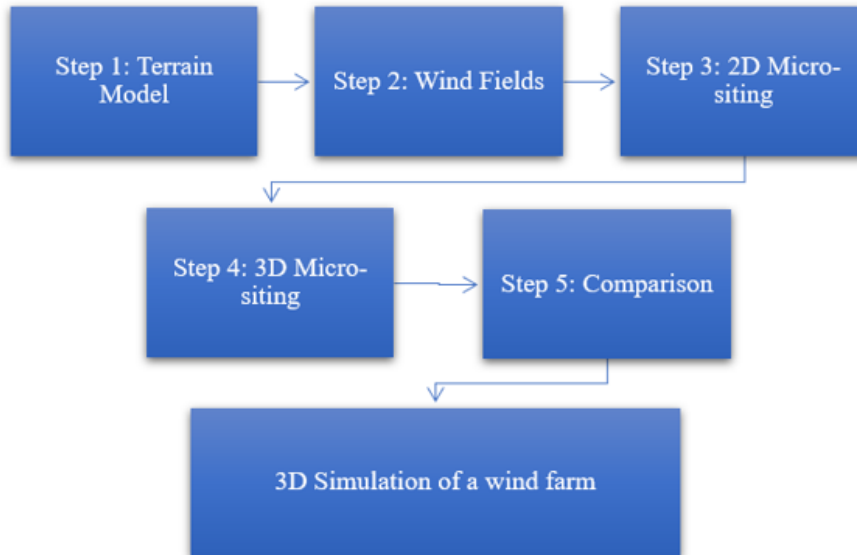 Step 1: Terrain
Model
Step 2: Wind Fields
Step 3: 2D Micro-
siting
Step 4: 3D Micro-
siting
Step 5: Comparison
3D Simulation of a wind farm